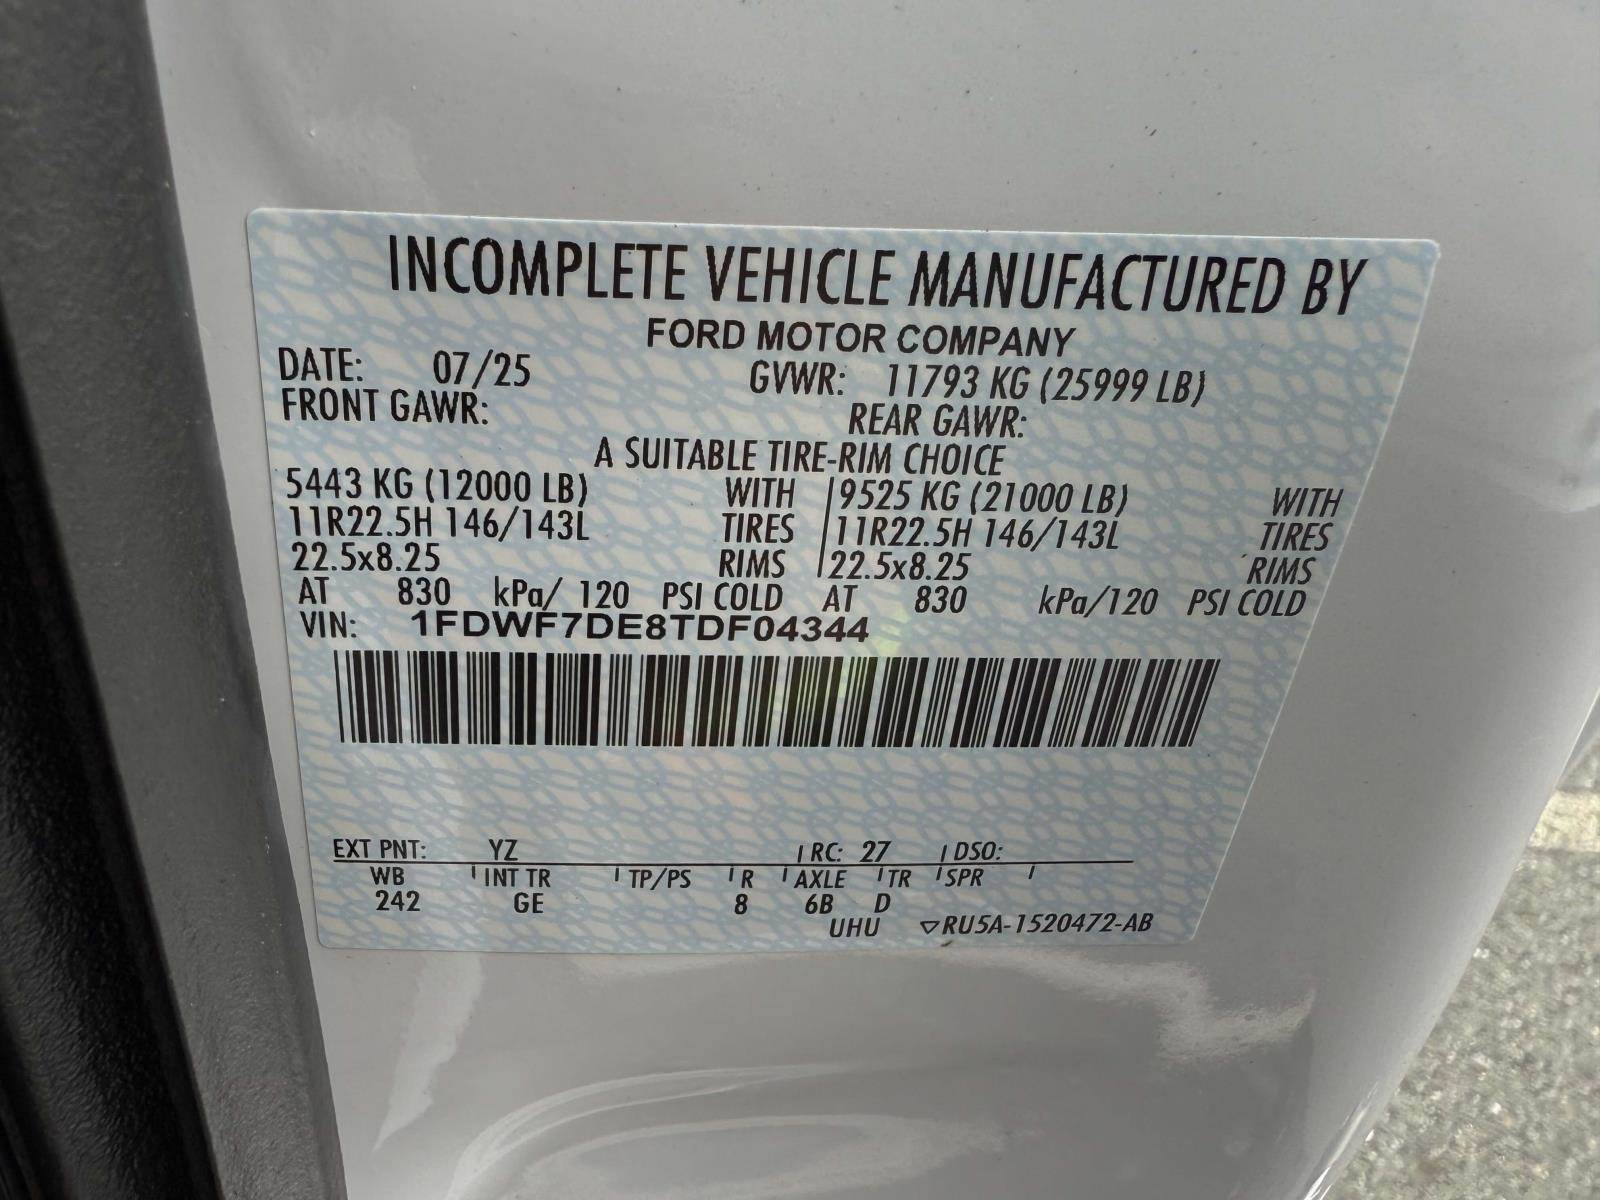 INCOMPLETE VEHICLE MANUFACTURED BY
FORD MOTOR COMPANY
DATE: 07/25 GVWR: 11793 KG (25999 LB)
FRONT GAWR: REAR GAWR:
A SUITABLE TIRE-RIM CHOICE
5443 KG (12000 LB) WITH 9525 KG (21000 LB) WITH
11R22.5H 146/143L TIRES 11R22.5H 146/143L TIRES
22.5x8.25 RIMS 22.5x8.25 RIMS
AT 830 kPa/ 120 PSI COLD AT 830 kPa/120 PSI COLD
VIN: 1FDWF7DE8TDF04344
EXT PNT: YZ RC: 27 DSO:
WB INT TR TP/PS R AXLE TR SPR
242 GE 8 6B D
UHU ▽RU5A-1520472-AB